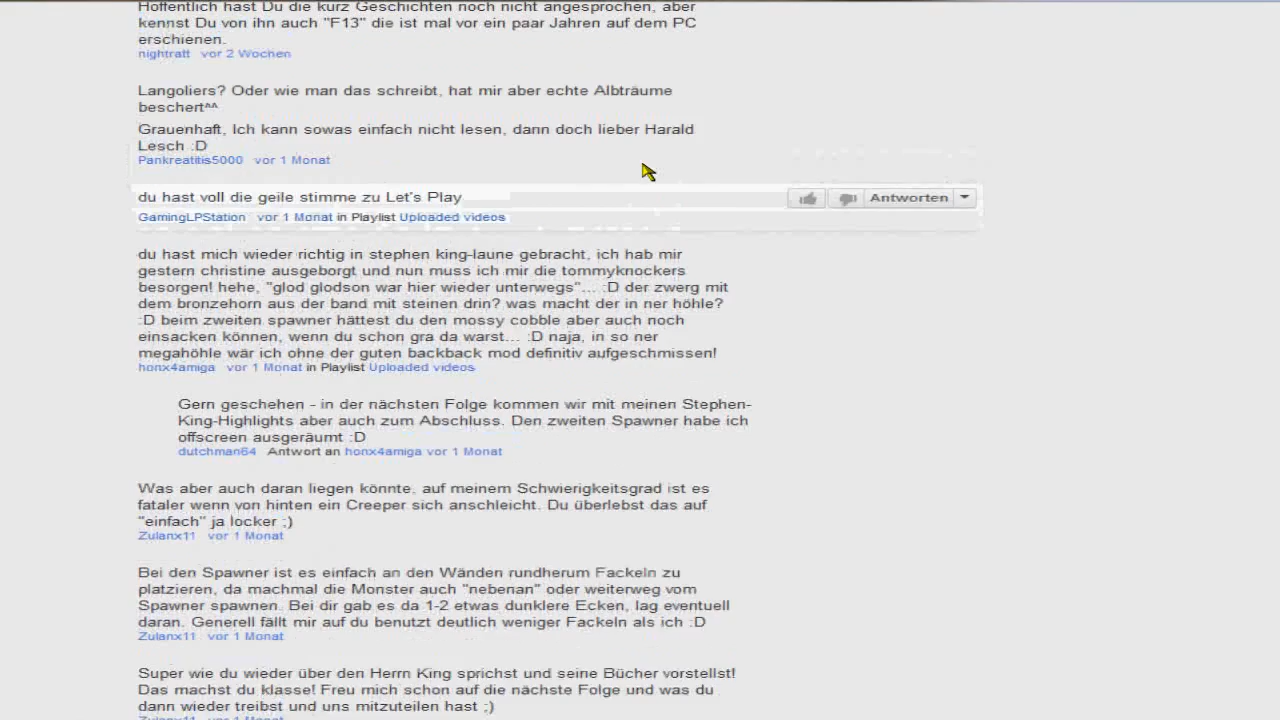 Hoffentlich hast Du die kurz Geschichten noch nicht angesprochen, aber
kennst Du von ihn auch "F13" die ist mal vor ein paar Jahren auf dem PC
erschienen.
nightratt vor 2 Wochen
Langoliers? Oder wie man das schreibt, hat mir aber echte Albträume
beschert^^
Grauenhaft, Ich kann sowas einfach nicht lesen, dann doch lieber Harald
Lesch :D
Pankreatitis5000 vor 1 Monat
du hast voll die geile stimme zu Let's Play
Antworten
GamingLPStation vor 1 Monat in Playlist Uploaded videos
du hast mich wieder richtig in stephen king-laune gebracht, ich hab mir
gestern christine ausgeborgt und nun muss ich mir die tommyknockers
besorgen! hehe, "glod glodson war hier wieder unterwegs"... :D der zwerg mit
dem bronzehorn aus der band mit steinen drin? was macht der in ner höhle?
:D beim zweiten spawner hättest du den mossy cobble aber auch noch
einsacken können, wenn du schon gra da warst... :D naja, in so ner
megahöhle wär ich ohne der guten backback mod definitiv aufgeschmissen!
honx4amiga vor 1 Monat in Playlist Uploaded videos
Gern geschehen - in der nächsten Folge kommen wir mit meinen Stephen-
King-Highlights aber auch zum Abschluss. Den zweiten Spawner habe ich
offscreen ausgeräumt :D
dutchman64 Antwort an honx4amiga vor 1 Monat
Was aber auch daran liegen könnte, auf meinem Schwierigkeitsgrad ist es
fataler wenn von hinten ein Creeper sich anschleicht. Du überlebst das auf
"einfach" ja locker ;)
Zulanx11 vor 1 Monat
Bei den Spawner ist es einfach an den Wänden rundherum Fackeln zu
platzieren, da machmal die Monster auch "nebenan" oder weiterweg vom
Spawner spawnen. Bei dir gab es da 1-2 etwas dunklere Ecken, lag eventuell
daran. Generell fällt mir auf du benutzt deutlich weniger Fackeln als ich :D
Zulanx11 vor 1 Monat
Super wie du wieder über den Herrn King sprichst und seine Bücher vorstellst!
Das machst du klasse! Freu mich schon auf die nächste Folge und was du
dann wieder treibst und uns mitzuteilen hast ;)
Zulanx11 vor 1 Monat